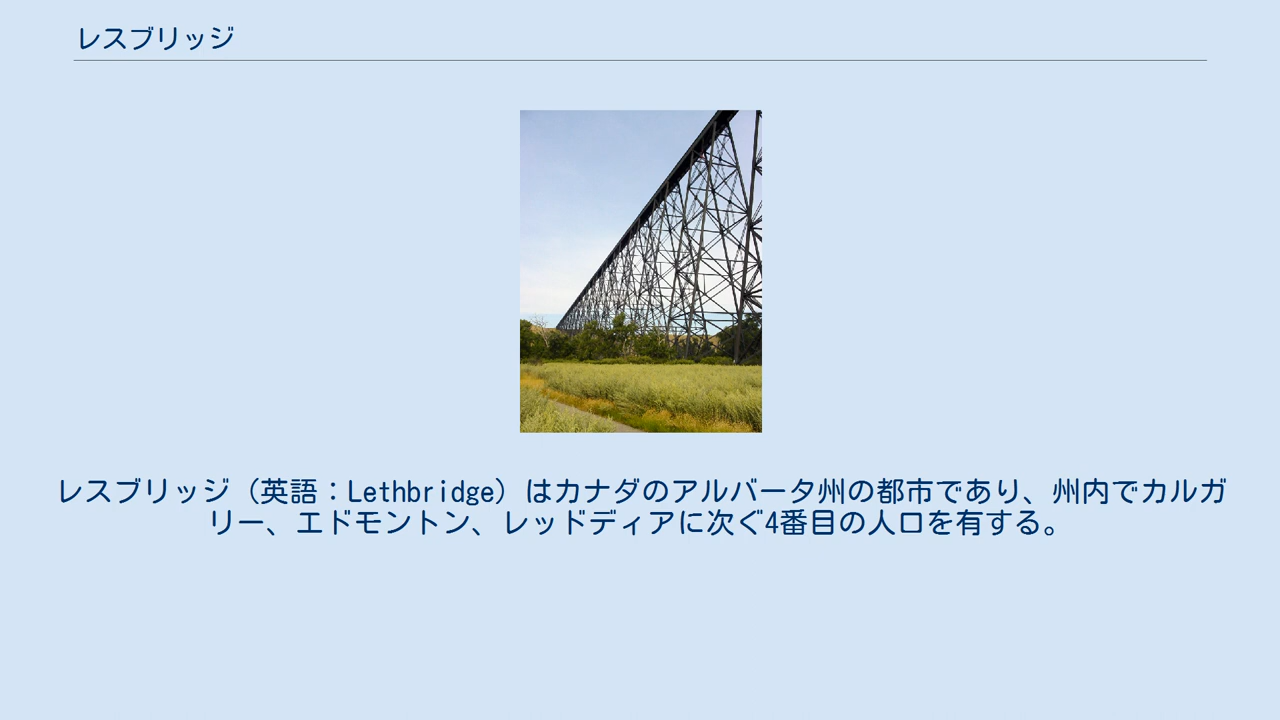 レスブリッジ
レスブリッジ（英語：Lethbridge）はカナダのアルバータ州の都市であり、州内でカルガ
リー、エドモントン、レッドディアに次ぐ4番目の人口を有する。